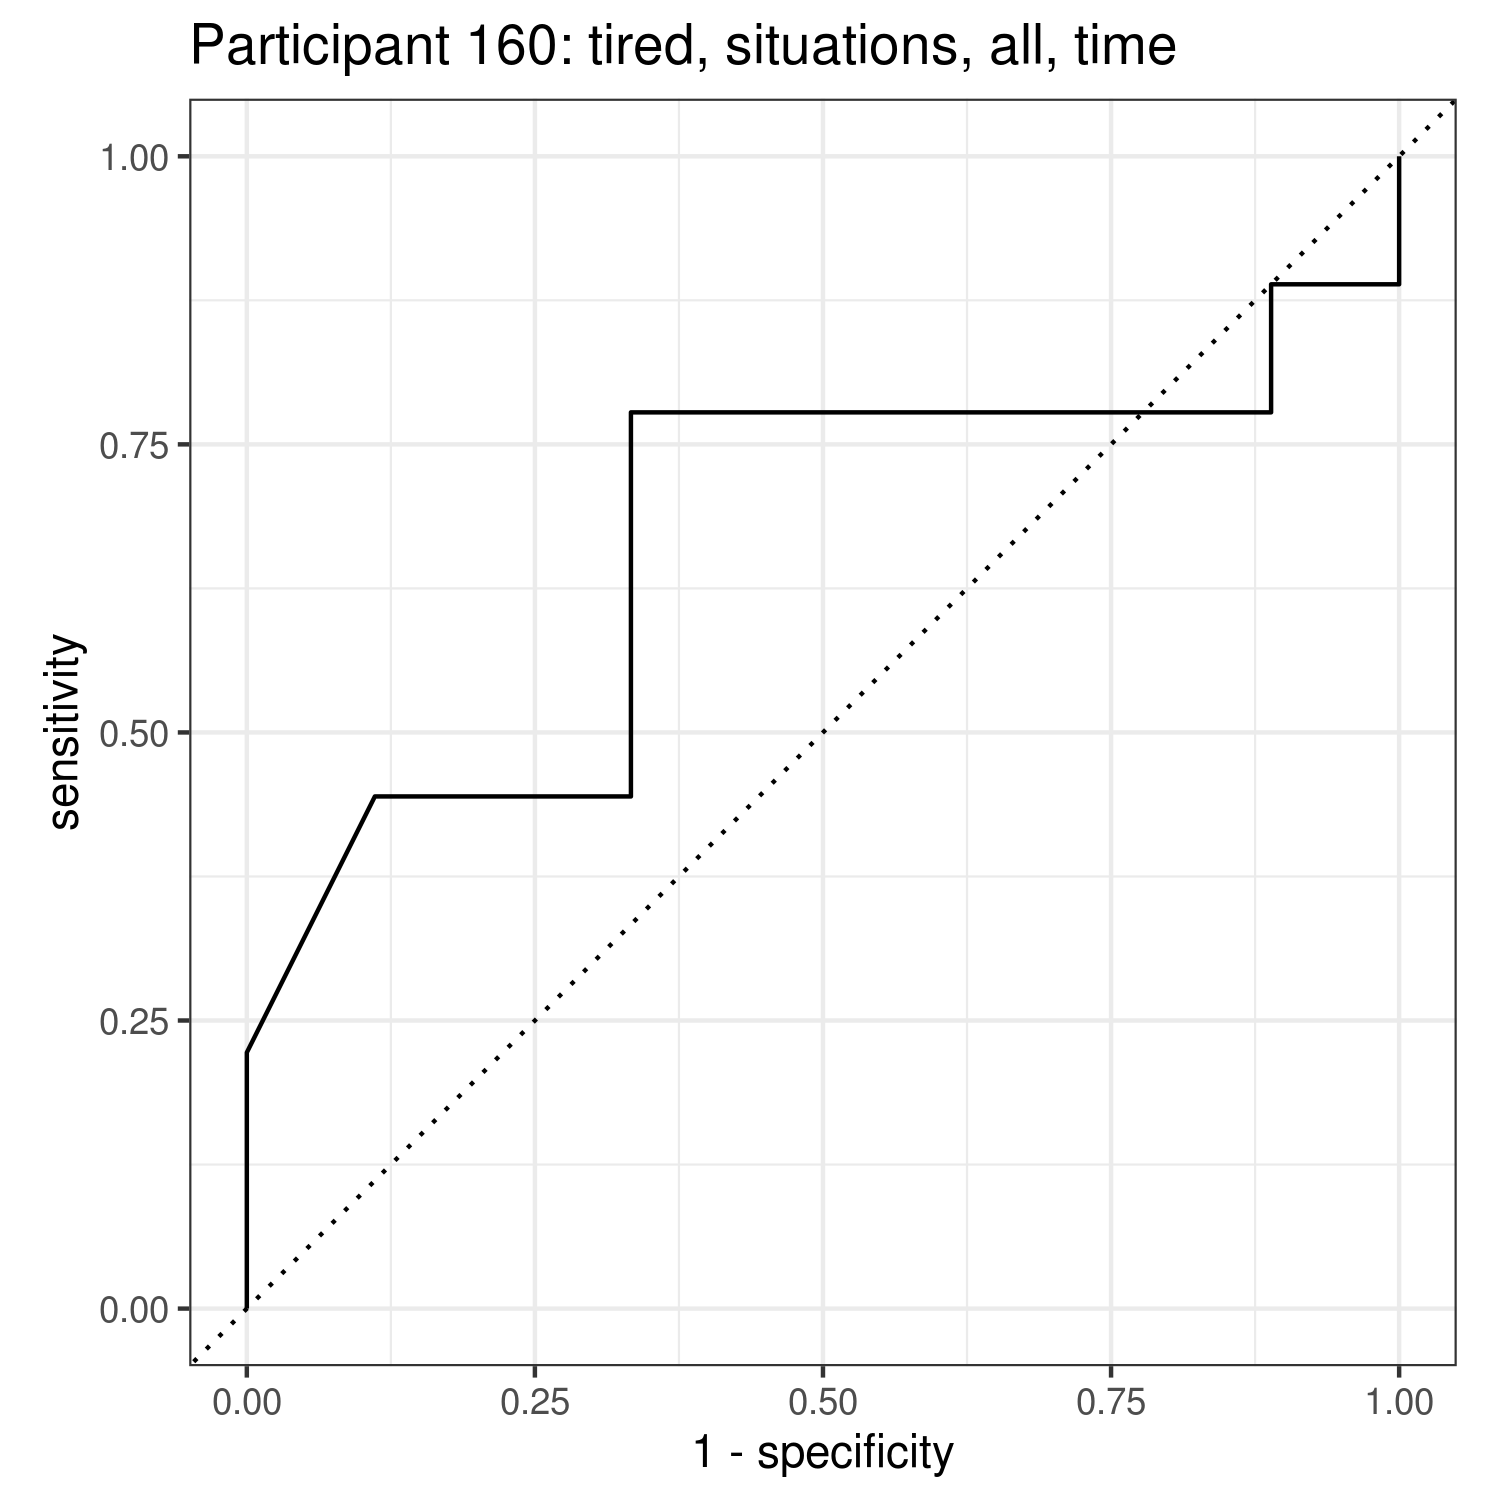 Participant 160: tired, situations, all, time
1.00
0.75
0.50
0.25
0.00
sensitivity
0.00 0.25 0.50 0.75 1.00
1 - specificity